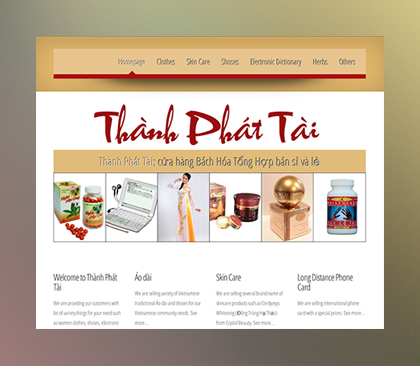 Homepage Clothes Skin Care Shoses Electronic Dictionary Herbs Others
Thành Phát Tài
Thành Phát Tài: cửa hàng Bách Hóa Tổng Hợp bán sỉ và lẻ
Welcome to Thành Phát
Tài
We are providing our customers with
lot of variety things for your need such
as women clothes, shoses, electronic
Áo dài
We are selling variety of Vietnamese
tradictional Áo dài and shoses for our
Vietnamese community needs. See
more...
Skin Care
We are selling several brand name of
skincare products such as Cordyceps
Whitening (Đông Trùng Hạ Thảo)
from Crystal Beauty. See more...
Long Distance Phone
Card
We are selling international phone
card with a special prices. See more...